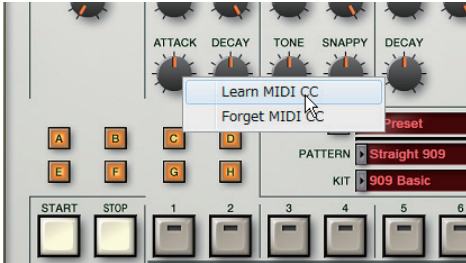 ATTACK DECAY TONE SNAPPY DECAY
Learn MIDI CC
Forget MIDI CC
A B C D
Preset
PATTERN Straight 909
E F G H
KIT 909 Basic
START STOP 1 2 3 4 5 6